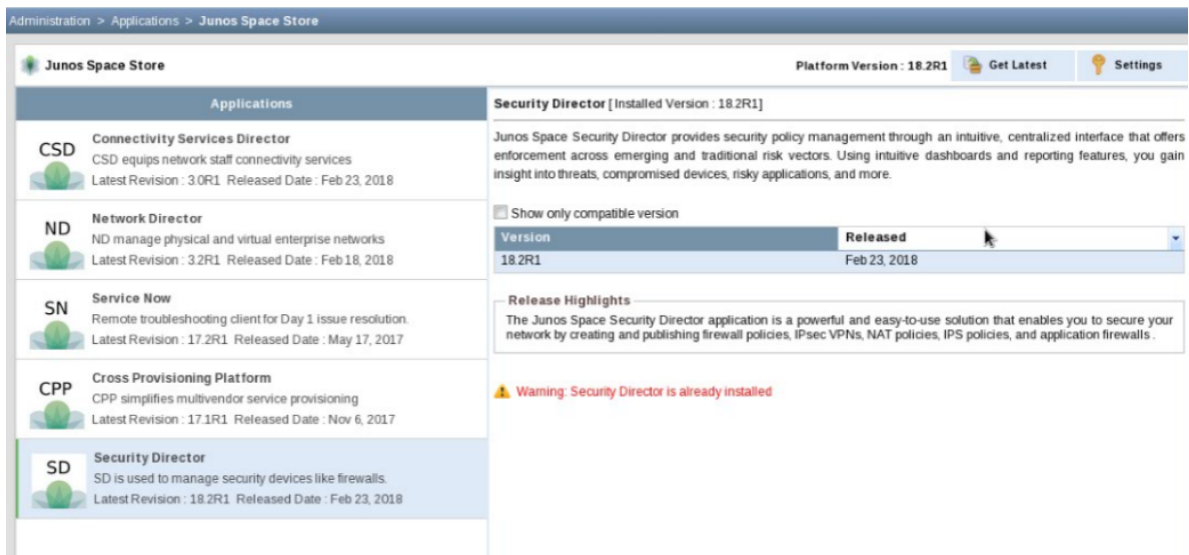 Administration > Applications > Junos Space Store
Junos Space Store
Platform Version : 18.2R1
Get Latest
Settings
Applications
CSD
Connectivity Services Director
CSD equips network staff connectivity services
Latest Revision : 3.0R1 Released Date : Feb 23, 2018
ND
Network Director
ND manage physical and virtual enterprise networks
Latest Revision : 3.2R1 Released Date : Feb 18, 2018
SN
Service Now
Remote troubleshooting client for Day 1 issue resolution.
Latest Revision : 17.2R1 Released Date : May 17, 2017
CPP
Cross Provisioning Platform
CPP simplifies multivendor service provisioning
Latest Revision : 17.1R1 Released Date : Nov 6, 2017
SD
Security Director
SD is used to manage security devices like firewalls.
Latest Revision : 18.2R1 Released Date : Feb 23, 2018
Security Director [ Installed Version : 18.2R1]
Junos Space Security Director provides security policy management through an intuitive, centralized interface that offers
enforcement across emerging and traditional risk vectors. Using intuitive dashboards and reporting features, you gain
insight into threats, compromised devices, risky applications, and more.
Show only compatible version
Version Released
18.2R1 Feb 23, 2018
Release Highlights
The Junos Space Security Director application is a powerful and easy-to-use solution that enables you to secure your
network by creating and publishing firewall policies, IPsec VPNs, NAT policies, IPS policies, and application firewalls .
Warning: Security Director is already installed